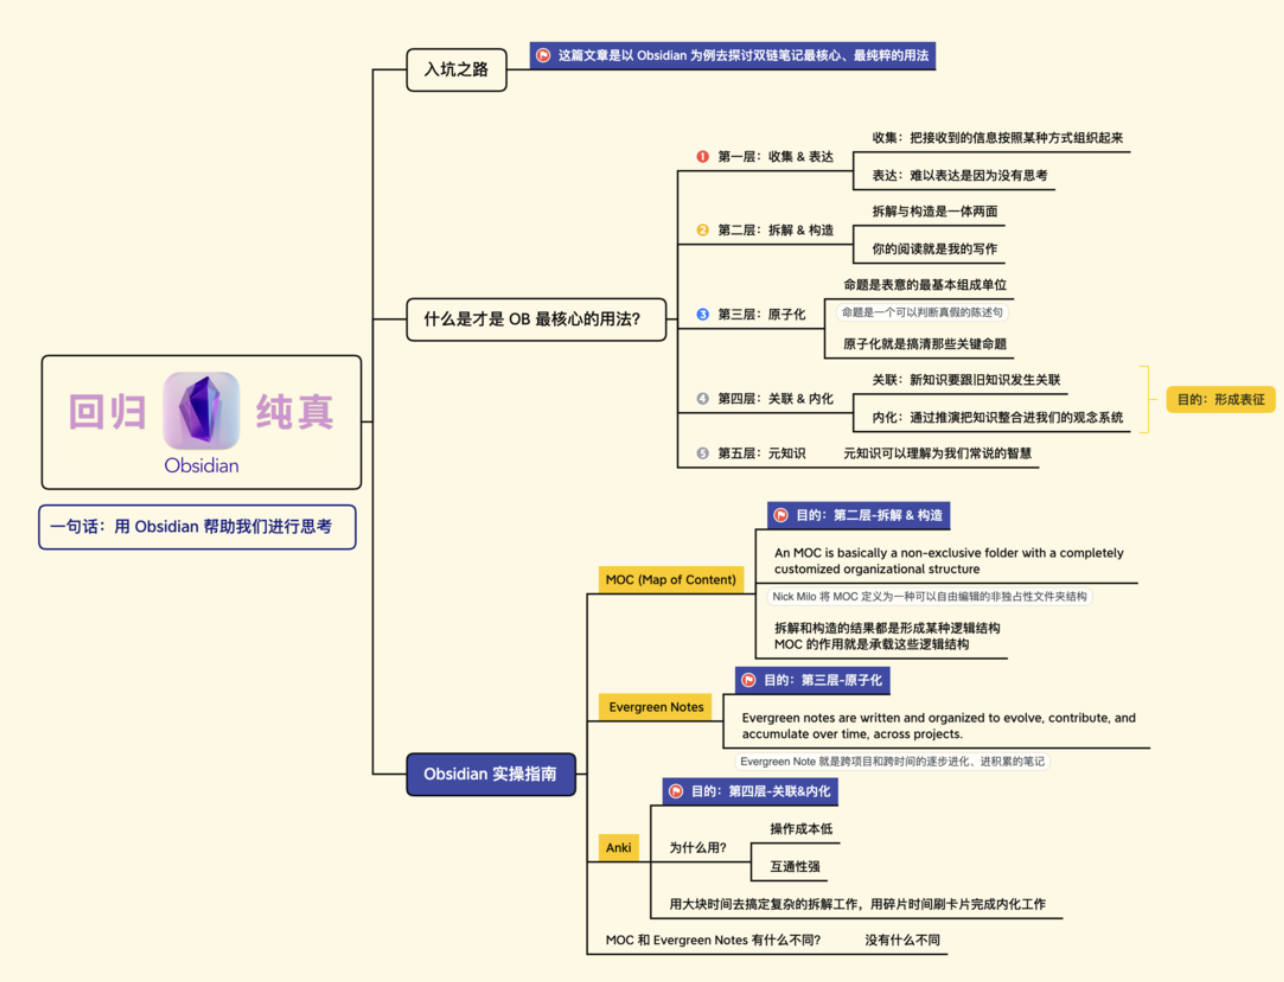 回归
纯真
Obsidian
一句话：用 Obsidian 帮助我们进行思考
入坑之路
这篇文章是以 Obsidian 为例去探讨双链笔记最核心、最纯粹的用法
什么是才是 OB 最核心的用法？
1 第一层：收集 & 表达
收集：把接收到的信息按照某种方式组织起来
表达：难以表达是因为没有思考
2 第二层：拆解 & 构造
拆解与构造是一体两面
你的阅读就是我的写作
3 第三层：原子化
命题是表意的最基本组成单位
命题是一个可以判断真假的陈述句
原子化就是搞清那些关键命题
4 第四层：关联 & 内化
关联：新知识要跟旧知识发生关联
内化：通过推演把知识整合进我们的观念系统
目的：形成表征
5 第五层：元知识
元知识可以理解为我们常说的智慧
Obsidian 实操指南
MOC (Map of Content)
目的：第二层-拆解 & 构造
An MOC is basically a non-exclusive folder with a completely
customized organizational structure
Nick Milo 将 MOC 定义为一种可以自由编辑的非独占性文件夹结构
拆解和构造的结果都是形成某种逻辑结构
MOC 的作用就是承载这些逻辑结构
Evergreen Notes
目的：第三层-原子化
Evergreen notes are written and organized to evolve, contribute, and
accumulate over time, across projects.
Evergreen Note 就是跨项目和跨时间的逐步进化、进积累的笔记
Anki
目的：第四层-关联&内化
为什么用？
操作成本低
互通性强
用大块时间去搞定复杂的拆解工作，用碎片时间刷卡片完成内化工作
MOC 和 Evergreen Notes 有什么不同？
没有什么不同